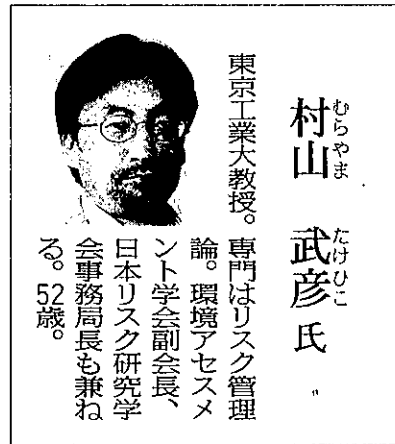 村山 武彦氏
むらやま たけひこ
東京工業大教授。
専門はリスク管理
論。環境アセスメ
ント学会副会長、
日本リスク研究学
会事務局長も兼ね
る。52歳。